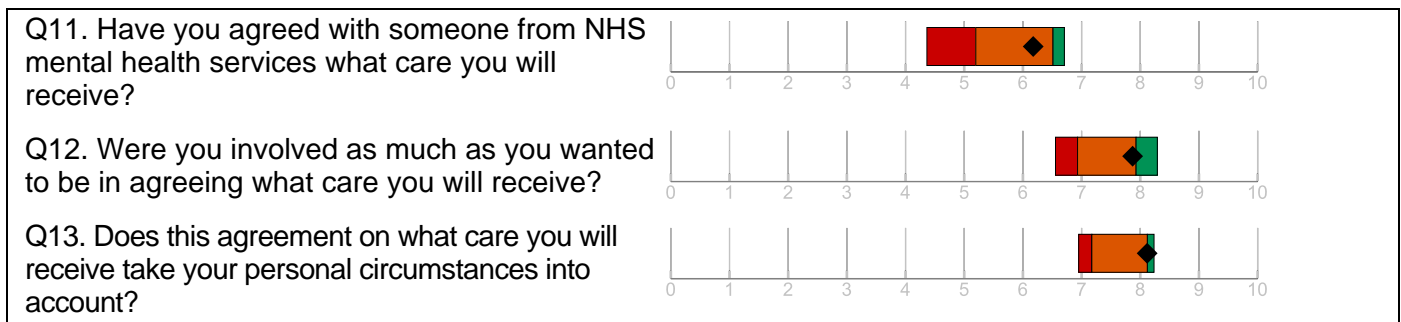 Q11. Have you agreed with someone from NHS
mental health services what care you will
receive?
0 1 2 3 4 5 6 7 8 9 10
Q12. Were you involved as much as you wanted
to be in agreeing what care you will receive?
0 1 2 3 4 5 6 7 8 9 10
Q13. Does this agreement on what care you will
receive take your personal circumstances into
account?
0 1 2 3 4 5 6 7 8 9 10